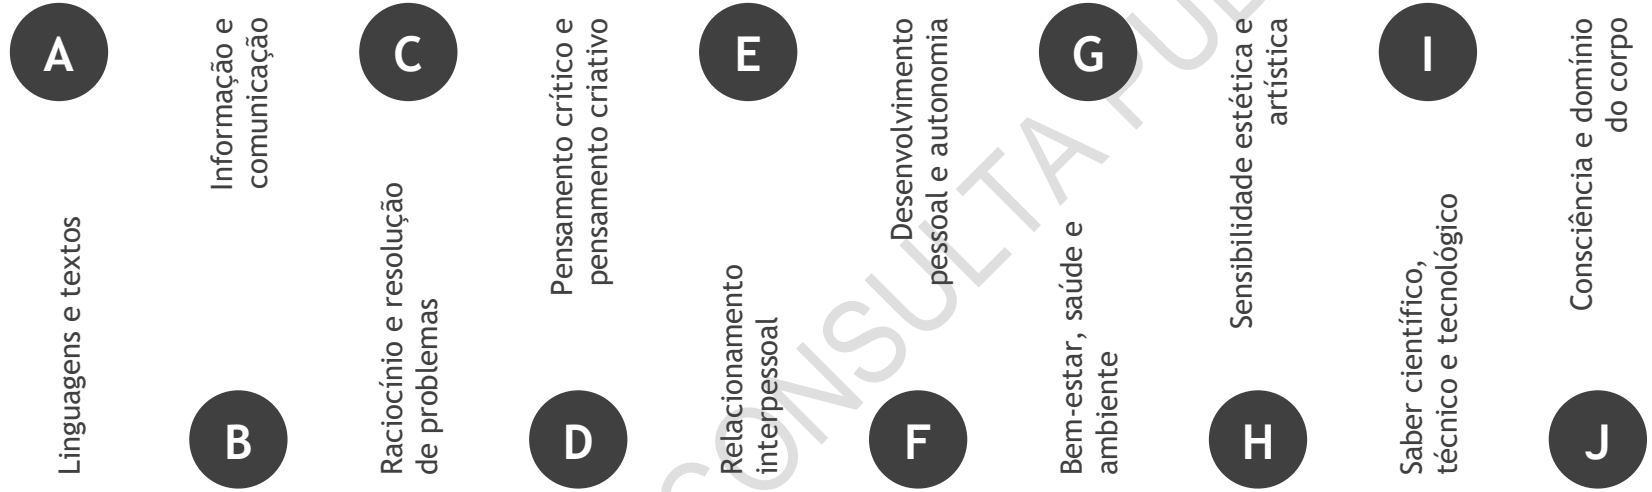 A
Linguagens e textos
B
Informação e
comunicação
C
Raciocínio e resolução
de problemas
D
Pensamento crítico e
pensamento criativo
E
Relacionamento
interpessoal
F
Desenvolvimento
pessoal e autonomia
G
Bem-estar, saúde e
ambiente
H
Sensibilidade estética e
artística
I
Saber científico,
técnico e tecnológico
J
Consciência e domínio
do corpo
CONSULTA